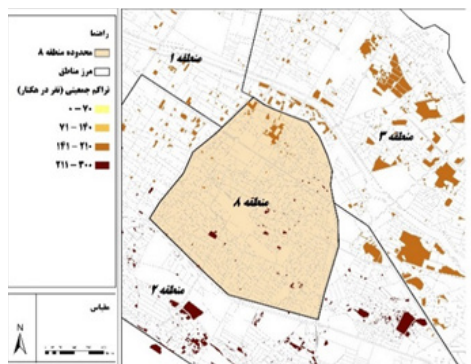 راهنما
محدوده منطقه ۸
مرز مناطق
تراکم جمعیتی (نفر در هکتار)
۰ – ۷۰
۷۱ – ۱۴۰
۱۴۱ – ۲۱۰
۲۱۱ – ۳۰۰
منطقه ۱
منطقه ۳
منطقه ۸
منطقه ۲
مقیاس
N